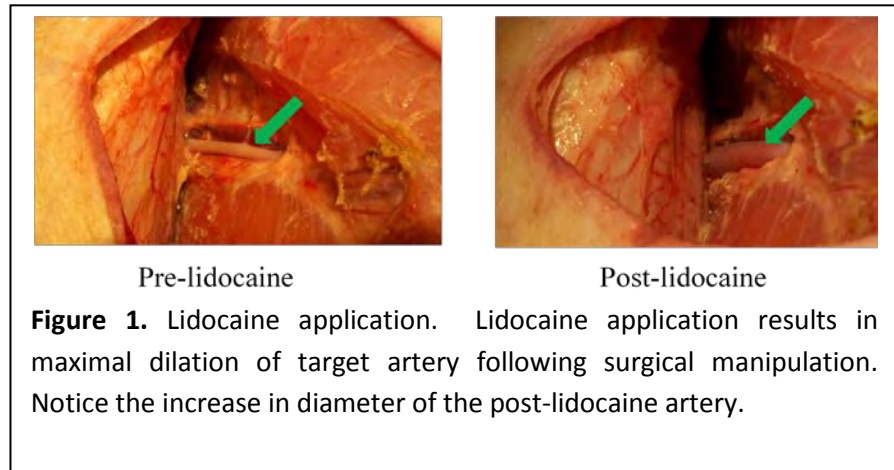 Pre-lidocaine
Post-lidocaine
Figure 1. Lidocaine application. Lidocaine application results in
maximal dilation of target artery following surgical manipulation.
Notice the increase in diameter of the post-lidocaine artery.